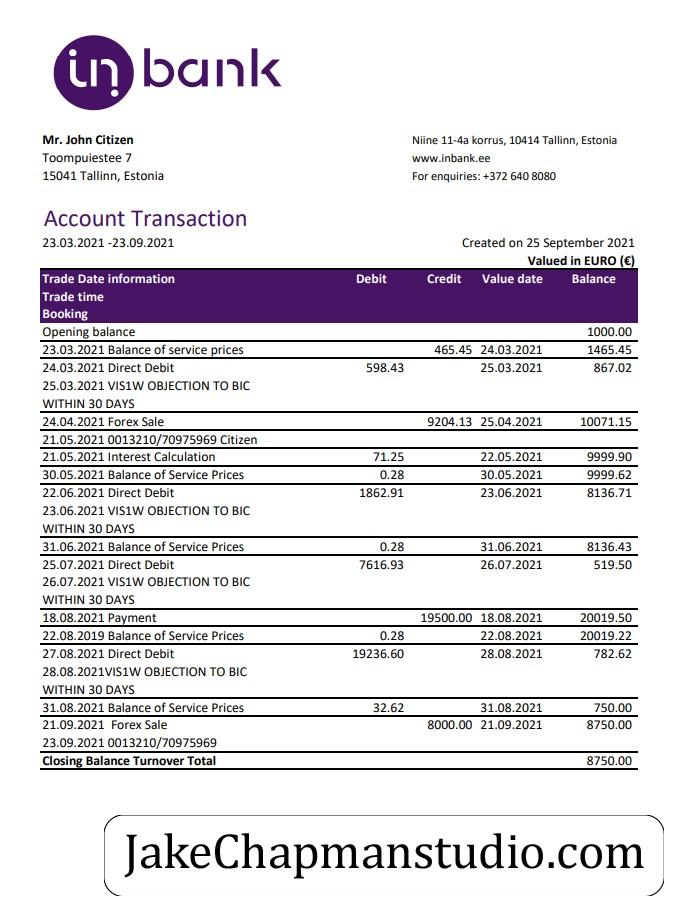 in bank
Mr. John Citizen
Toompuiestee 7
15041 Tallinn, Estonia
Niine 11-4a korrus, 10414 Tallinn, Estonia
www.inbank.ee
For enquiries: +372 640 8080
Account Transaction
23.03.2021 -23.09.2021 Created on 25 September 2021
Valued in EURO (€)
Trade Date information Debit Credit Value date Balance
Trade time
Booking
Opening balance 1000.00
23.03.2021 Balance of service prices 465.45 24.03.2021 1465.45
24.03.2021 Direct Debit 598.43 25.03.2021 867.02
25.03.2021 VIS1W OBJECTION TO BIC
WITHIN 30 DAYS
24.04.2021 Forex Sale 9204.13 25.04.2021 10071.15
21.05.2021 0013210/70975969 Citizen
21.05.2021 Interest Calculation 71.25 22.05.2021 9999.90
30.05.2021 Balance of Service Prices 0.28 30.05.2021 9999.62
22.06.2021 Direct Debit 1862.91 23.06.2021 8136.71
23.06.2021 VIS1W OBJECTION TO BIC
WITHIN 30 DAYS
31.06.2021 Balance of Service Prices 0.28 31.06.2021 8136.43
25.07.2021 Direct Debit 7616.93 26.07.2021 519.50
26.07.2021 VIS1W OBJECTION TO BIC
WITHIN 30 DAYS
18.08.2021 Payment 19500.00 18.08.2021 20019.50
22.08.2019 Balance of Service Prices 0.28 22.08.2021 20019.22
27.08.2021 Direct Debit 19236.60 28.08.2021 782.62
28.08.2021VIS1W OBJECTION TO BIC
WITHIN 30 DAYS
31.08.2021 Balance of Service Prices 32.62 31.08.2021 750.00
21.09.2021 Forex Sale 8000.00 21.09.2021 8750.00
23.09.2021 0013210/70975969
Closing Balance Turnover Total 8750.00
JakeChapmanstudio.com